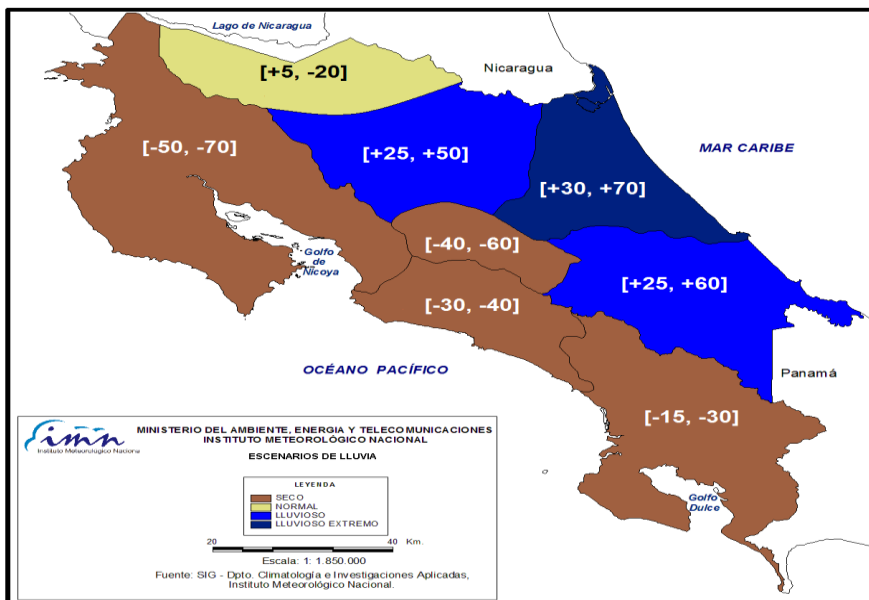 Lago de Nicaragua
[+5, -20]
Nicaragua
[-50, -70]
[+25, +50]
MAR CARIBE
[+30, +70]
[-40, -60]
Golfo
de
Nicoya
[+25, +60]
[-30, -40]
OCÉANO PACÍFICO
Panamá
[-15, -30]
Golfo
Dulce
imn
Instituto Meteorológico Nacional
MINISTERIO DEL AMBIENTE, ENERGIA Y TELECOMUNICACIONES
INSTITUTO METEOROLÓGICO NACIONAL
ESCENARIOS DE LLUVIA
LEYENDA
SECO
NORMAL
LLUVIOSO
LLUVIOSO EXTREMO
20 40 Km.
Escala: 1: 1.850.000
Fuente: SIG - Dpto. Climatología e Investigaciones Aplicadas,
Instituto Meteorológico Nacional.